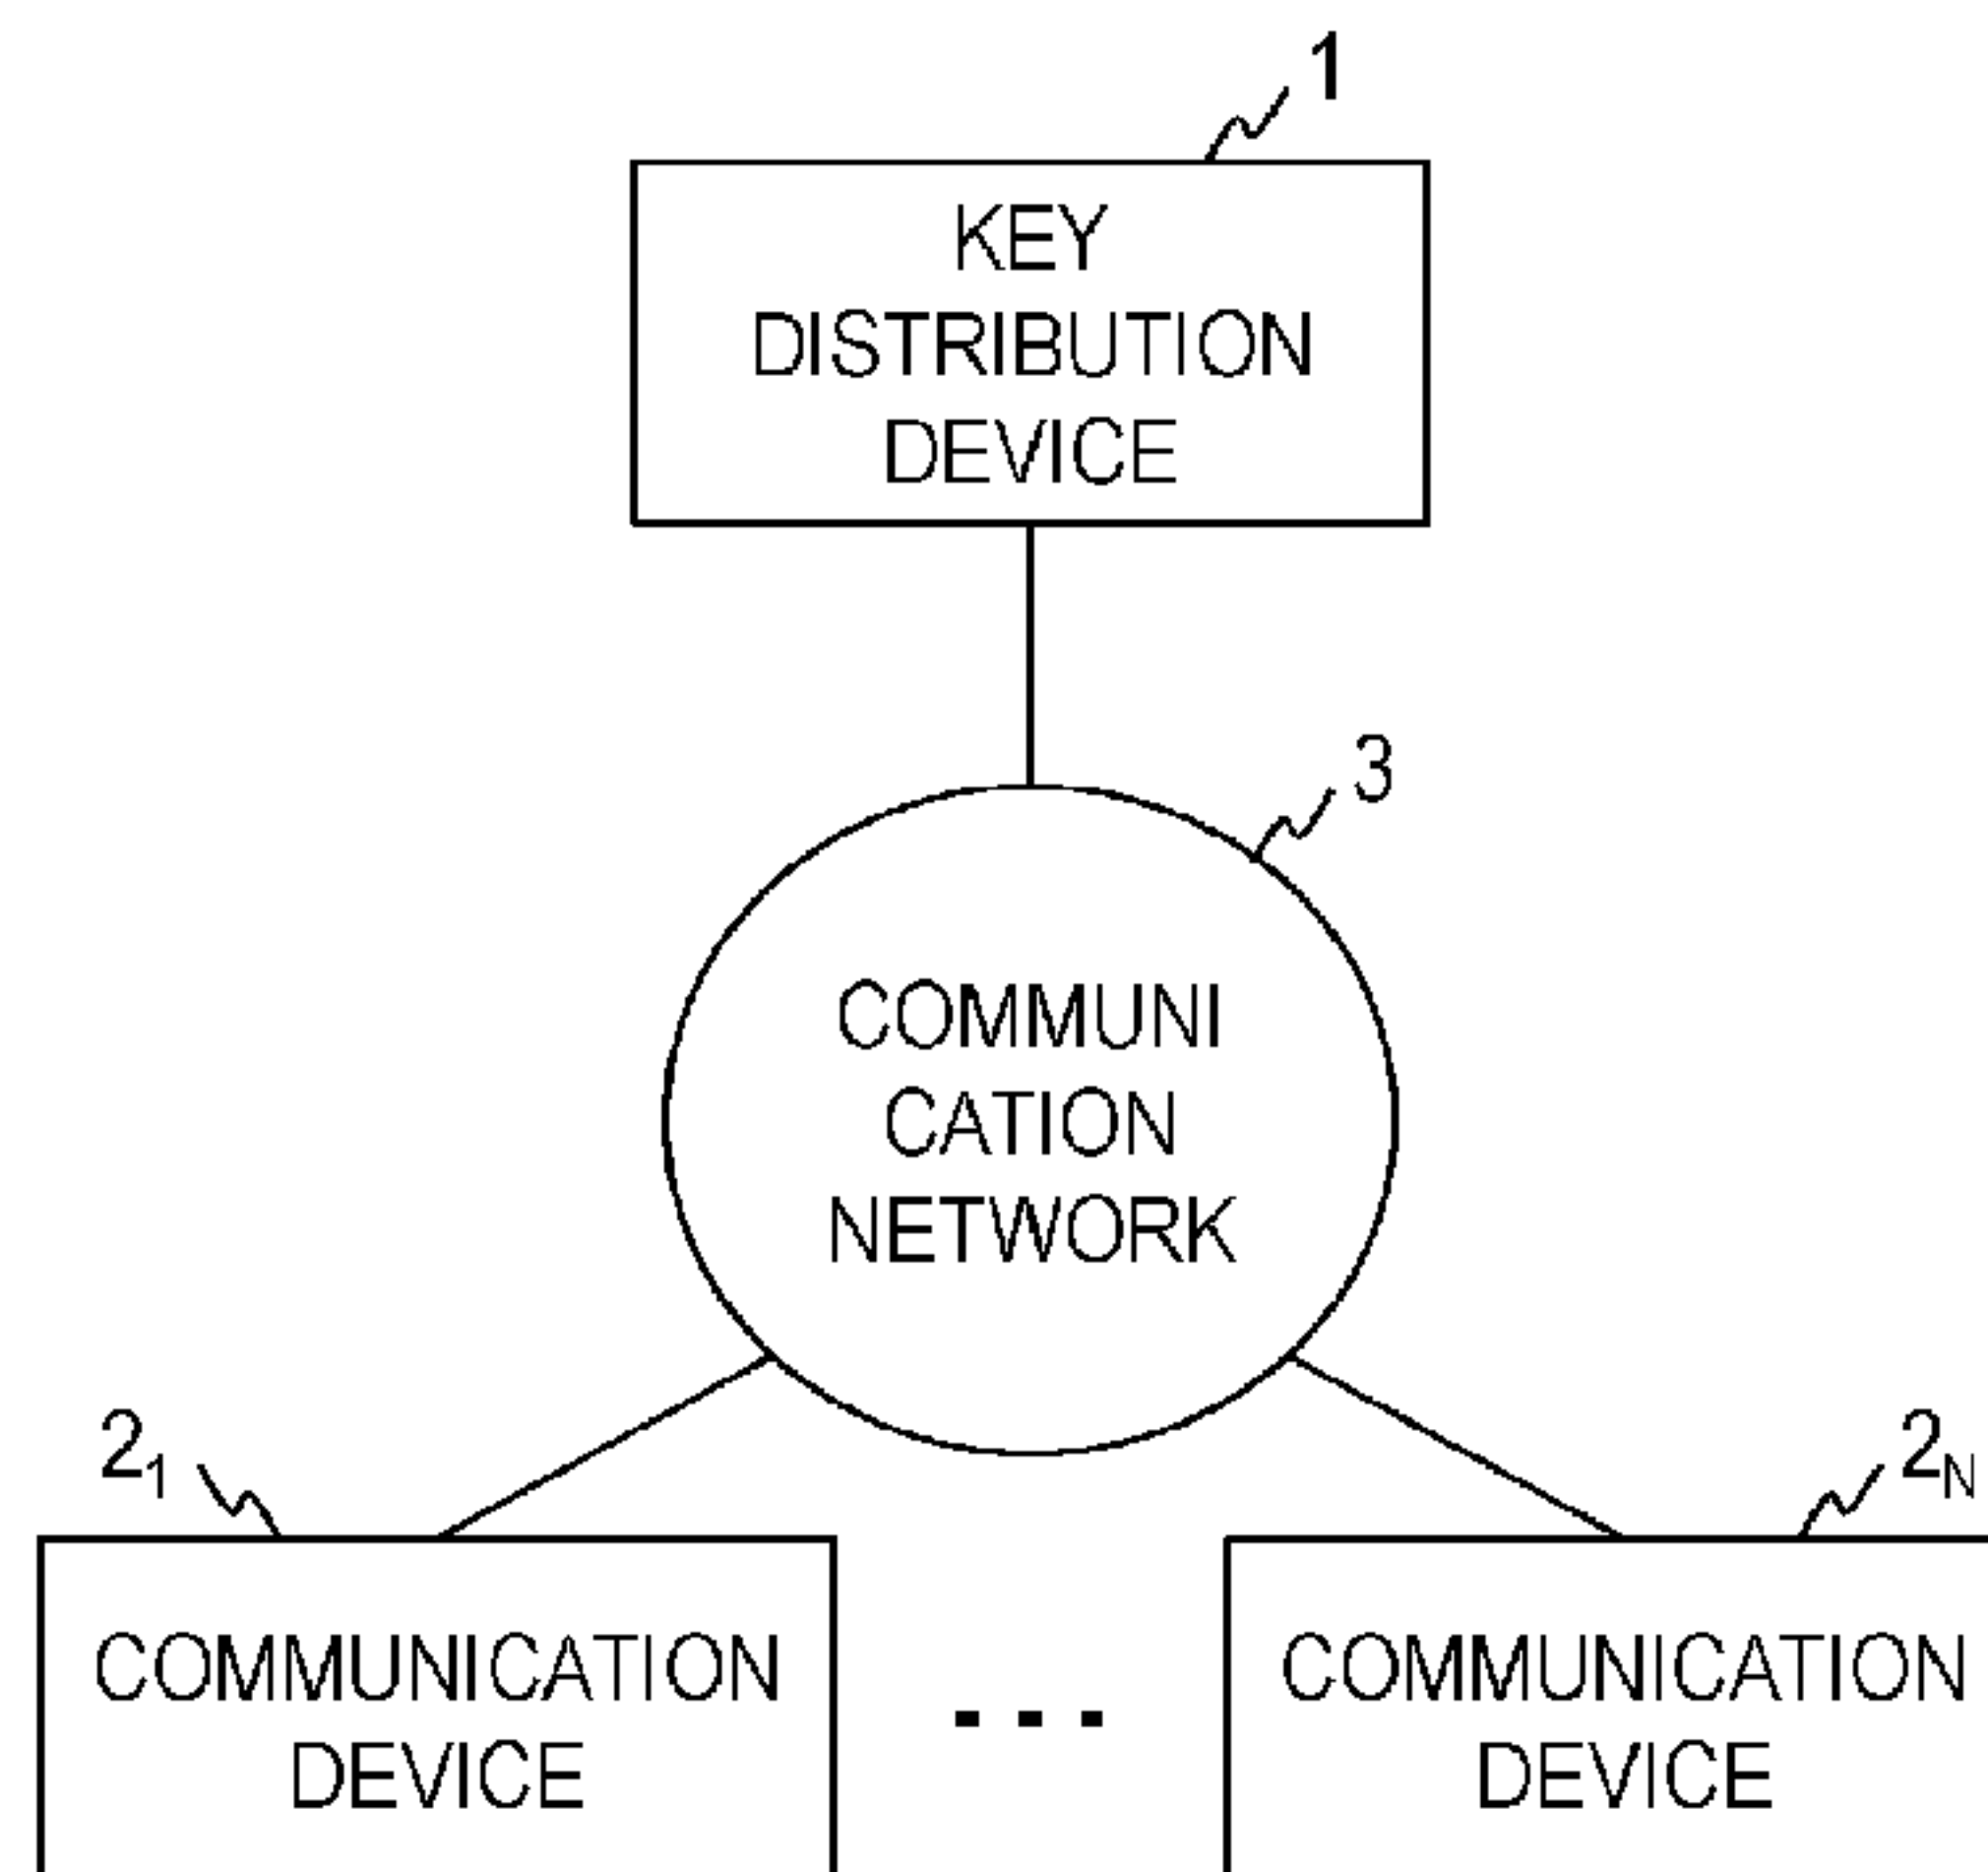 1
KEY
DISTRIBUTION
DEVICE
3
COMMUNI
CATION
NETWORK
2₁
2N
COMMUNICATION
DEVICE
COMMUNICATION
DEVICE